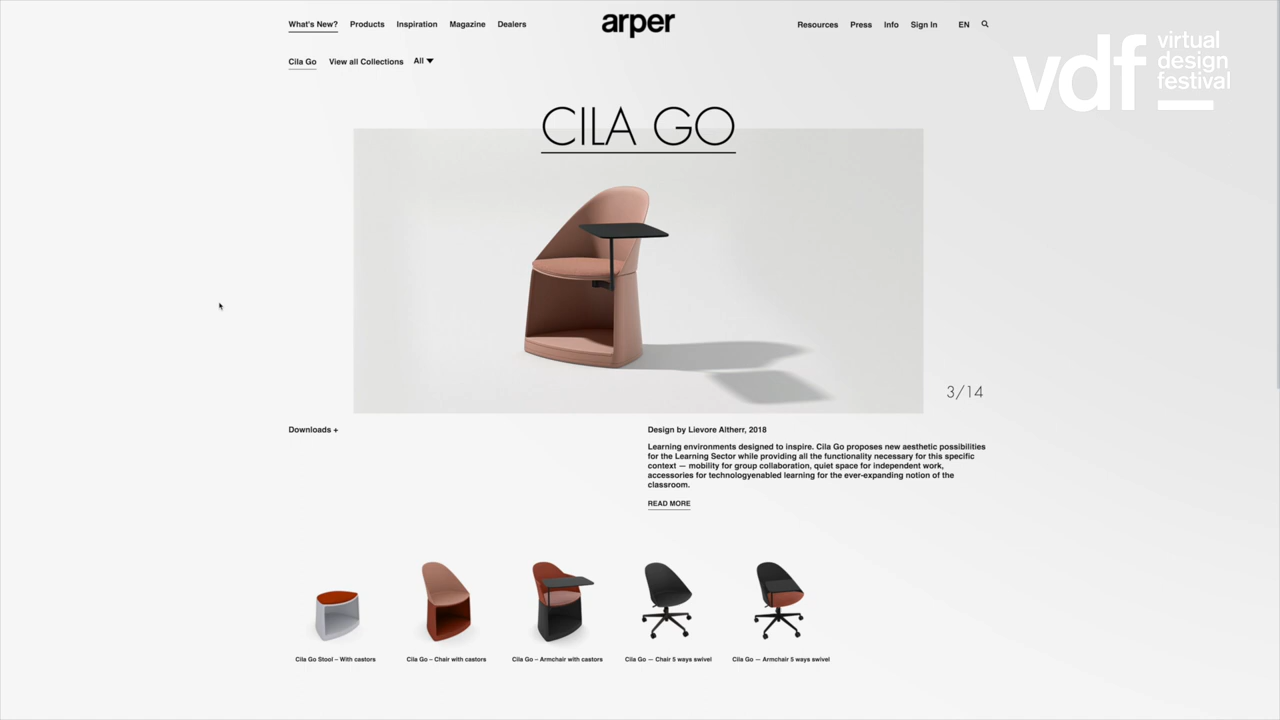 What's New? Products Inspiration Magazine Dealers arper Resources Press Info Sign In EN
vdf virtual design festival
Cila Go View all Collections All
CILA GO
3/14
Downloads +
Design by Lievore Altherr, 2018
Learning environments designed to inspire. Cila Go proposes new aesthetic possibilities
for the Learning Sector while providing all the functionality necessary for this specific
context — mobility for group collaboration, quiet space for independent work,
accessories for technologyenabled learning for the ever-expanding notion of the
classroom.
READ MORE
Cila Go Stool – With castors Cila Go – Chair with castors Cila Go – Armchair with castors Cila Go — Chair 5 ways swivel Cila Go — Armchair 5 ways swivel